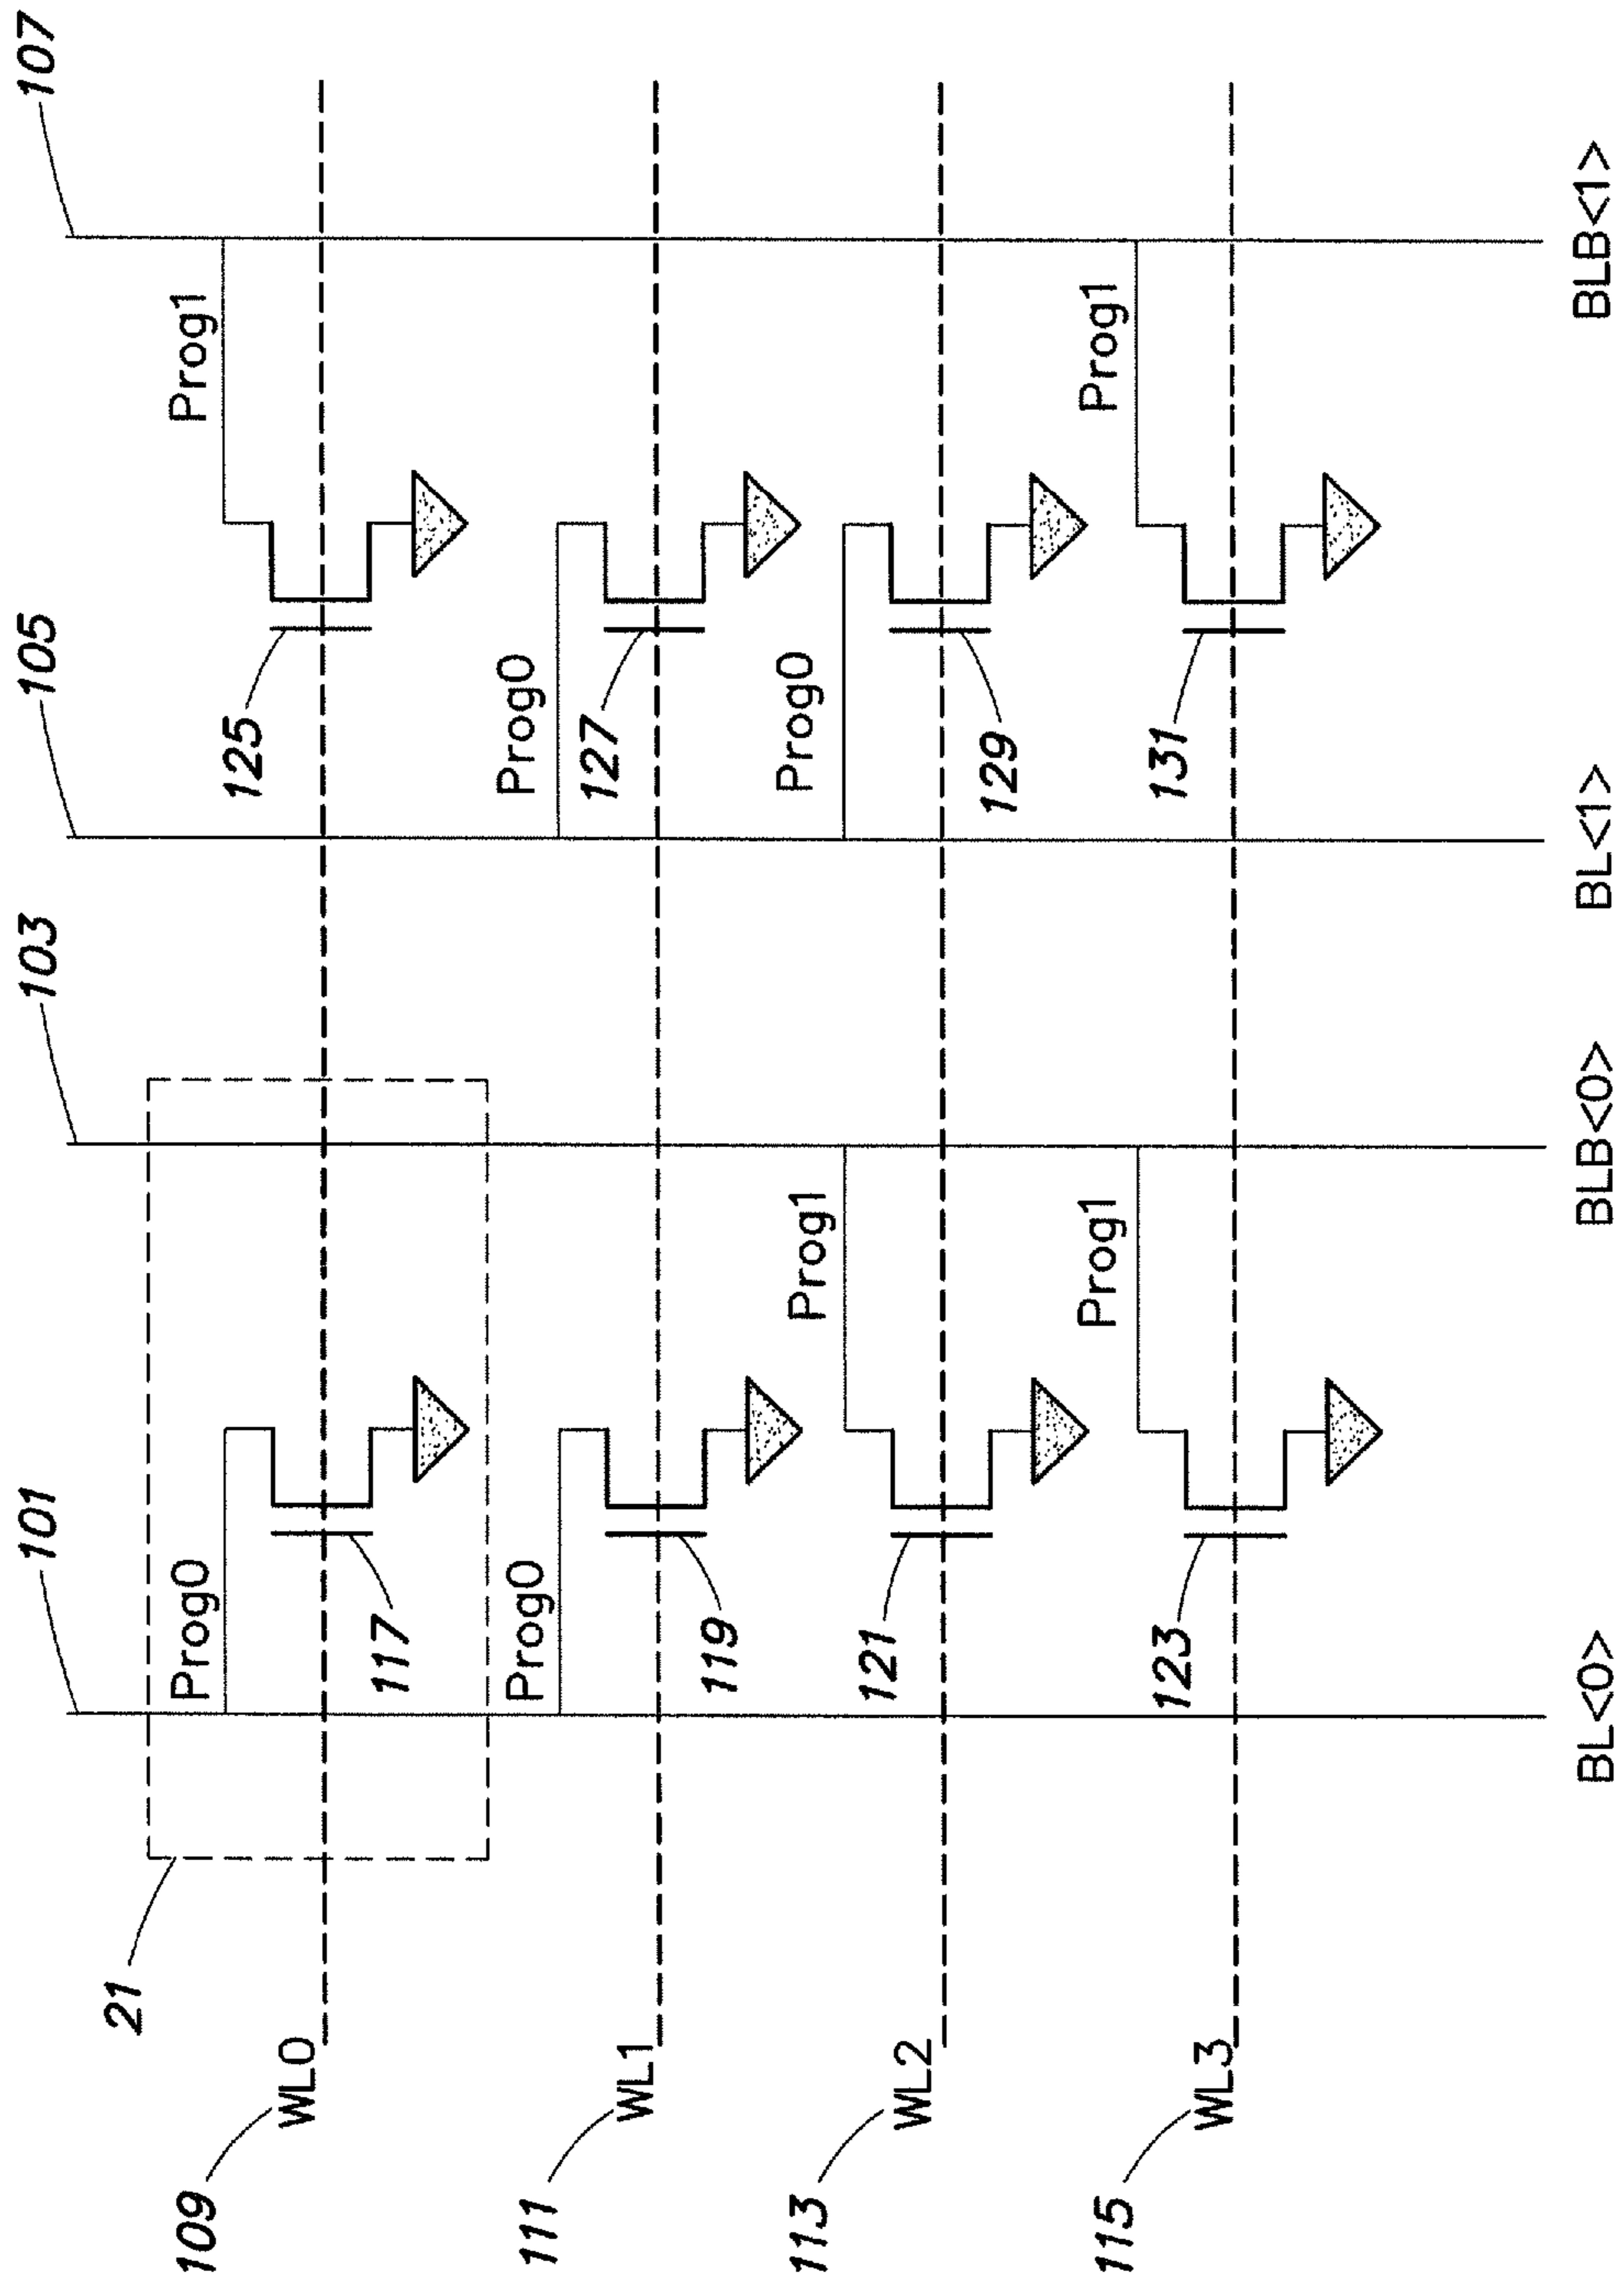 101
103
105
107
21
Prog0
Prog1
109
WL0
117
125
Prog0
Prog0
111
WL1
119
127
Prog1
Prog0
113
WL2
121
129
Prog1
Prog1
115
WL3
123
131
BL<0>
BLB<0>
BL<1>
BLB<1>